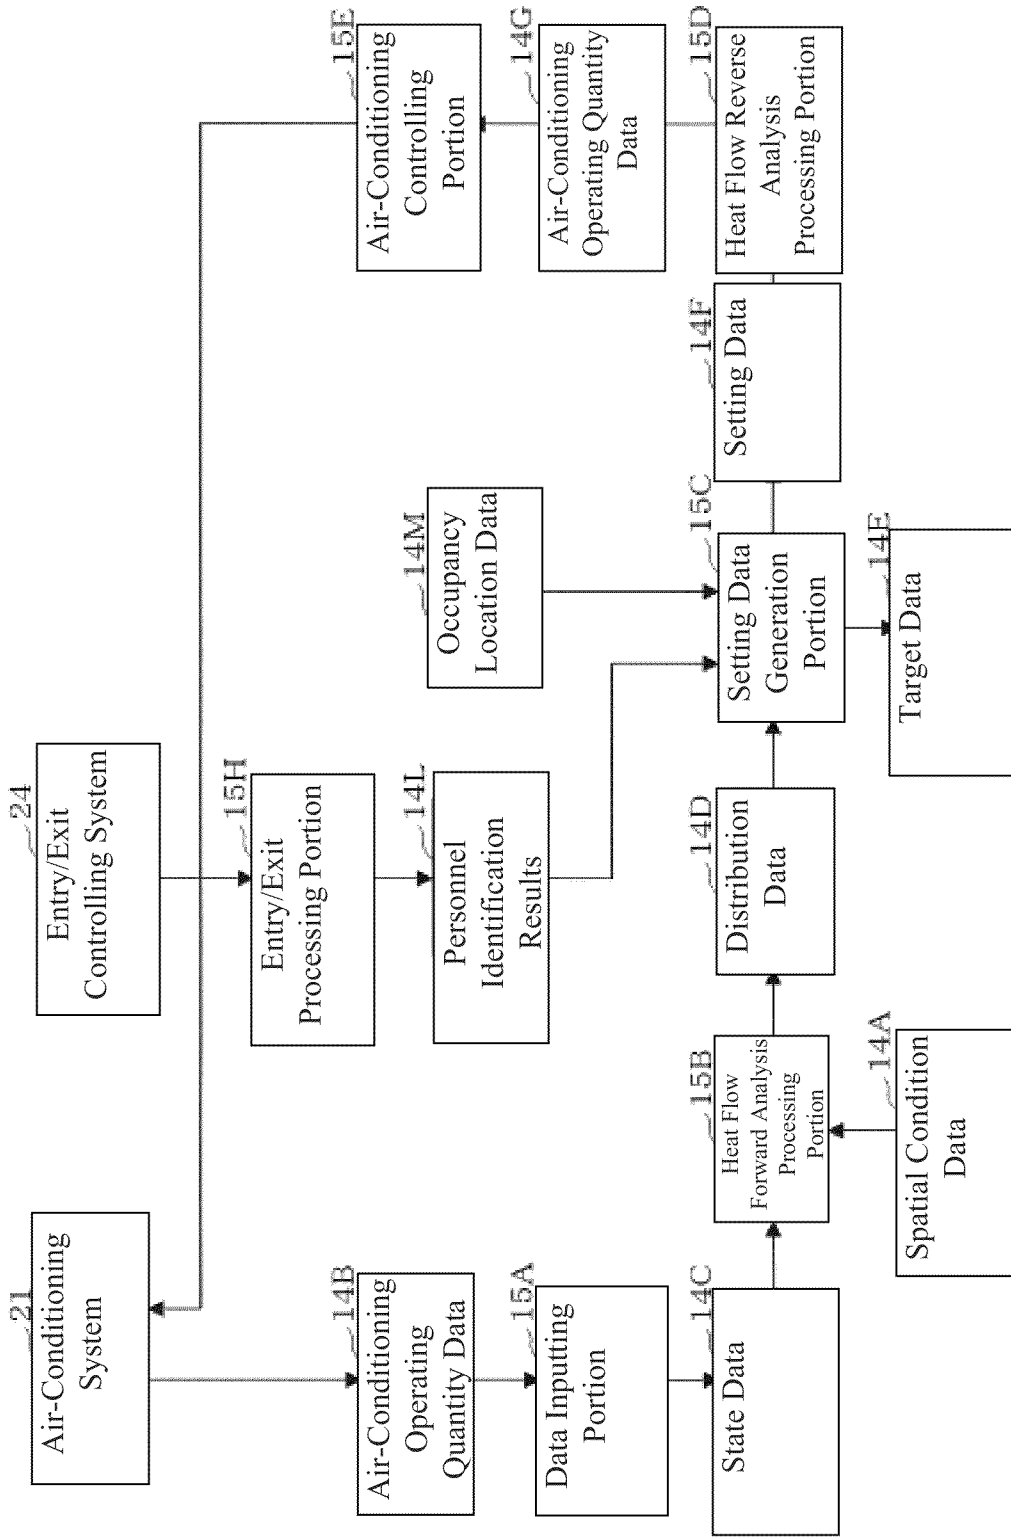 21
Air-Conditioning
System
24
Entry/Exit
Controlling System
14B
Air-Conditioning
Operating
Quantity Data
15H
Entry/Exit
Processing Portion
15E
Air-Conditioning
Controlling
Portion
15A
Data Inputting
Portion
14L
Personnel
Identification
Results
14M
Occupancy
Location Data
14G
Air-Conditioning
Operating Quantity
Data
14C
State Data
15B
Heat Flow
Forward Analysis
Processing
Portion
14D
Distribution
Data
15C
Setting Data
Generation
Portion
14F
Setting Data
15D
Heat Flow Reverse
Analysis
Processing Portion
14A
Spatial Condition
Data
14E
Target Data